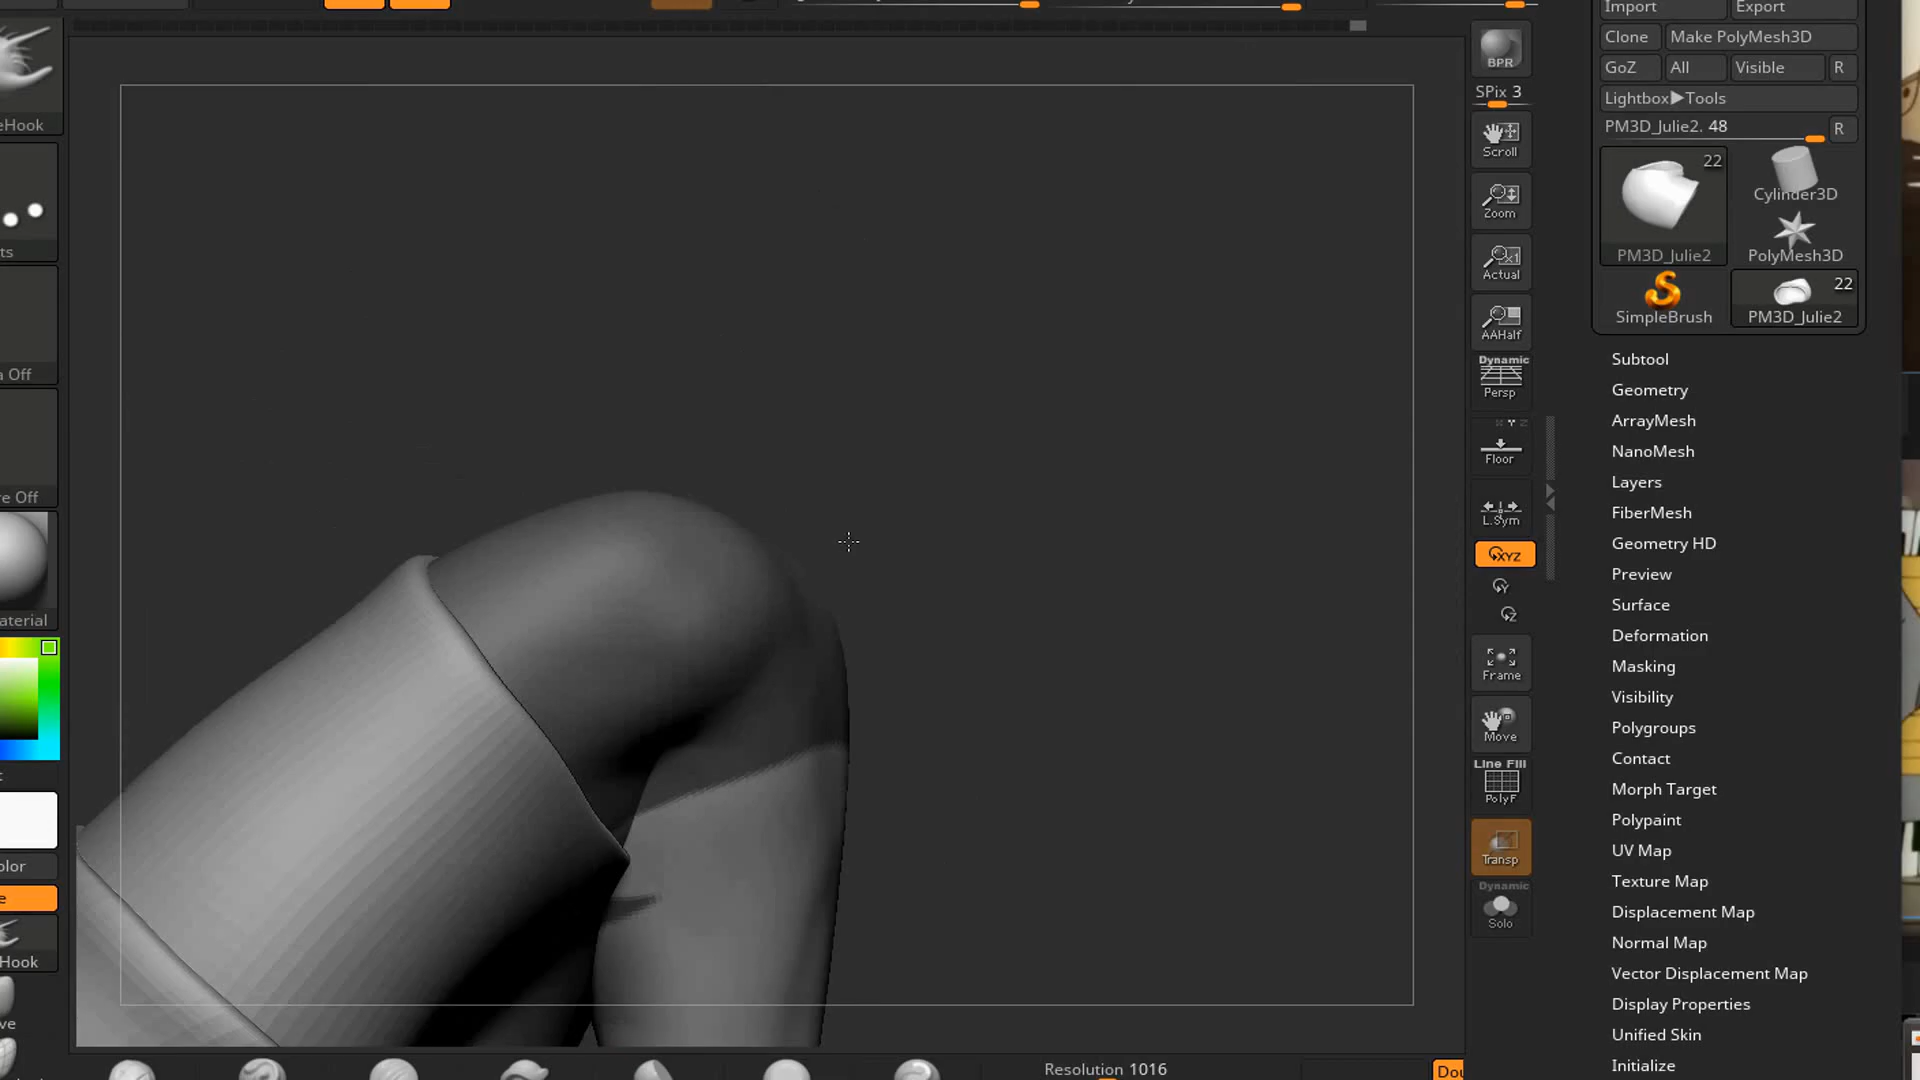 Import Export
Clone Make PolyMesh3D
GoZ All Visible R
Lightbox▶Tools
PM3D_Julie2. 48 R
22
Cylinder3D
PM3D_Julie2 PolyMesh3D
22
SimpleBrush PM3D_Julie2
Subtool
Geometry
ArrayMesh
NanoMesh
Layers
FiberMesh
Geometry HD
Preview
Surface
Deformation
Masking
Visibility
Polygroups
Contact
Morph Target
Polypaint
UV Map
Texture Map
Displacement Map
Normal Map
Vector Displacement Map
Display Properties
Unified Skin
Initialize
BPR
SPix 3
Scroll
Zoom
Actual
AAHalf
Dynamic
Persp
Floor
L.Sym
XYZ
Y
Z
Frame
Move
Line Fill
PolyF
Transp
Dynamic
Solo
eHook
ts
a Off
re Off
aterial
t
olor
e
Hook
ve
Resolution 1016
Dou